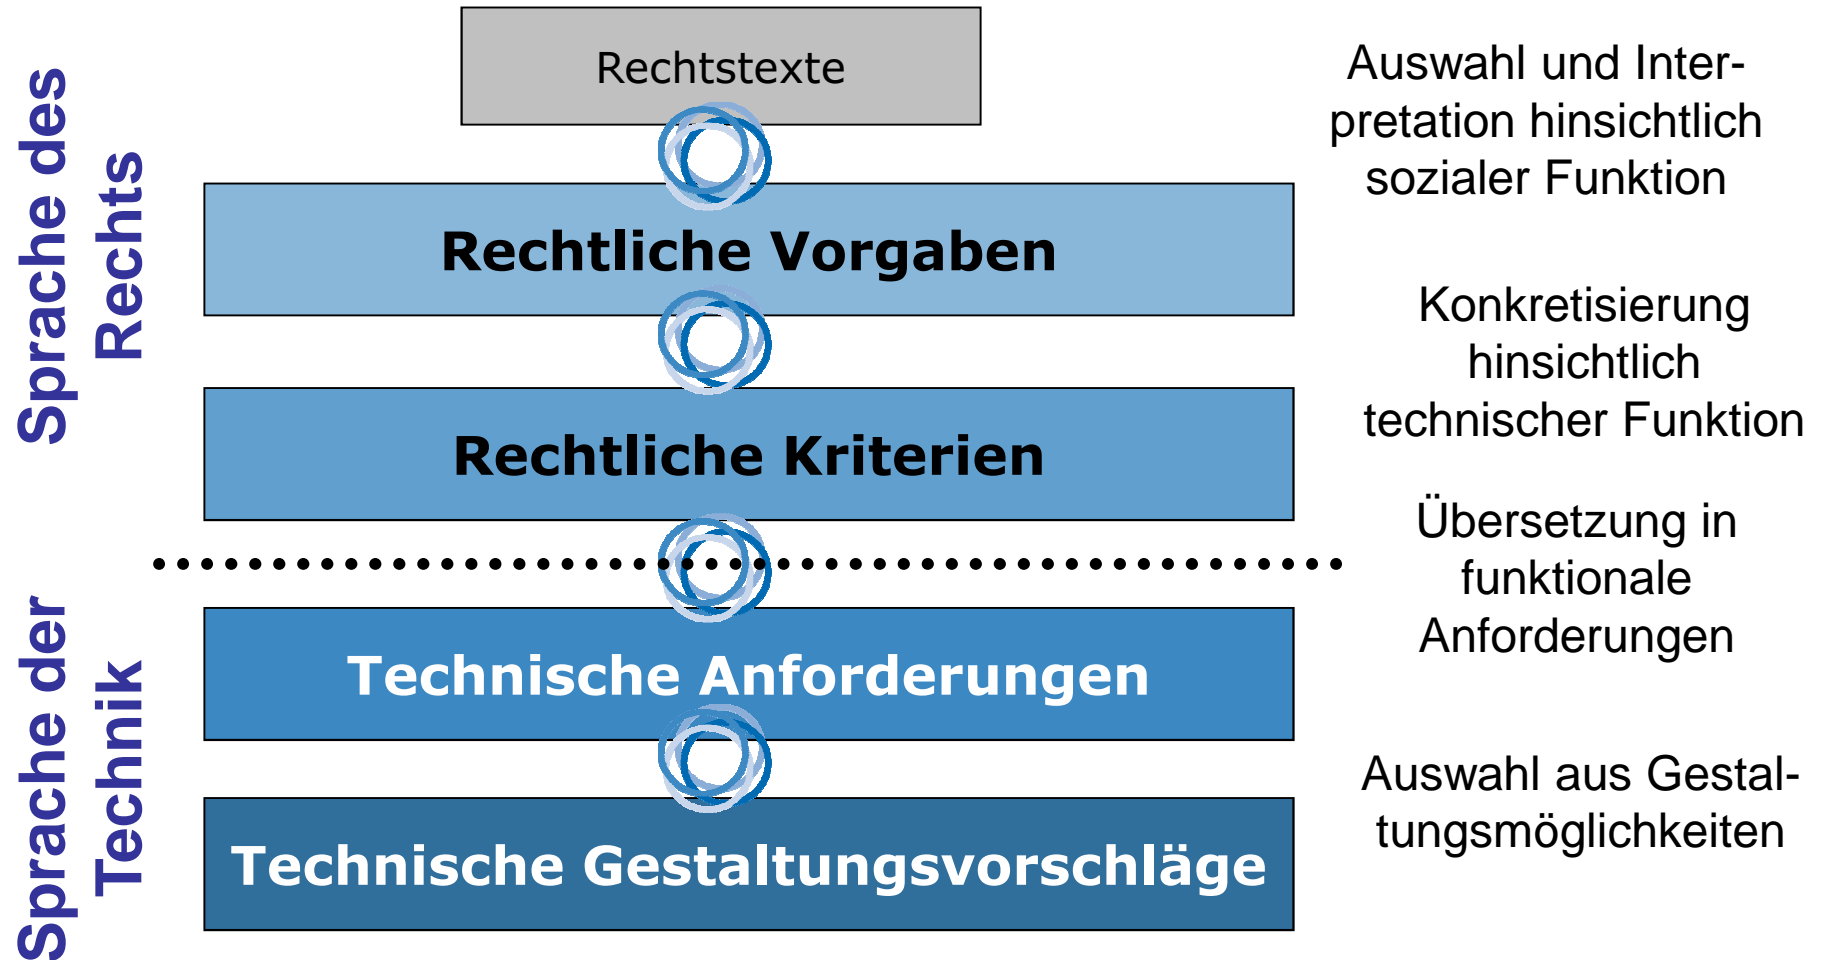 Sprache des
Rechts
Rechtstexte
Auswahl und Inter-
pretation hinsichtlich
sozialer Funktion
Rechtliche Vorgaben
Konkretisierung
hinsichtlich
technischer Funktion
Rechtliche Kriterien
Übersetzung in
funktionale
Anforderungen
Sprache der
Technik
Technische Anforderungen
Auswahl aus Gestal-
tungsmöglichkeiten
Technische Gestaltungsvorschläge